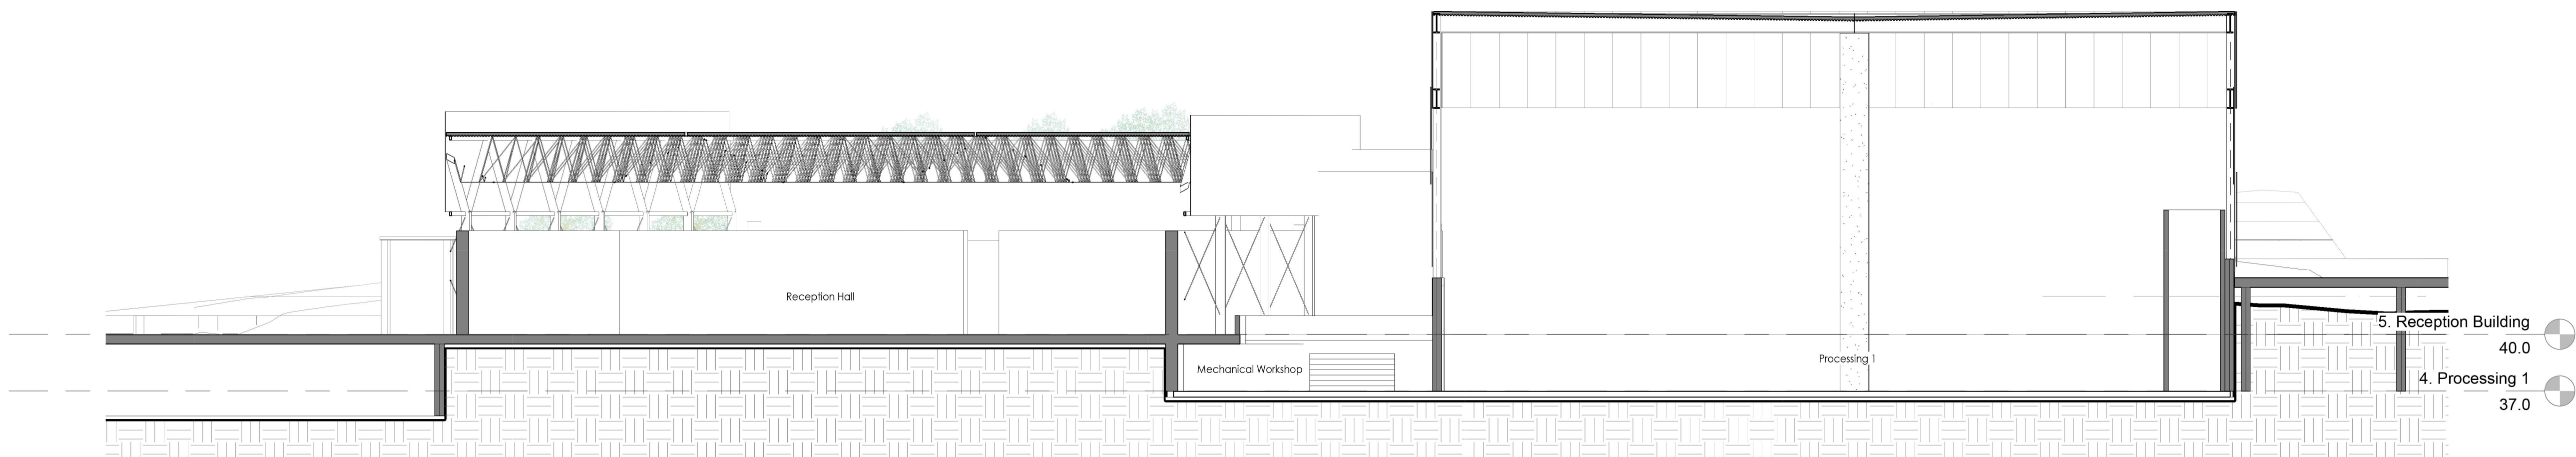 Reception Hall
5. Reception Building
40.0
Processing 1
Mechanical Workshop
4. Processing 1
37.0